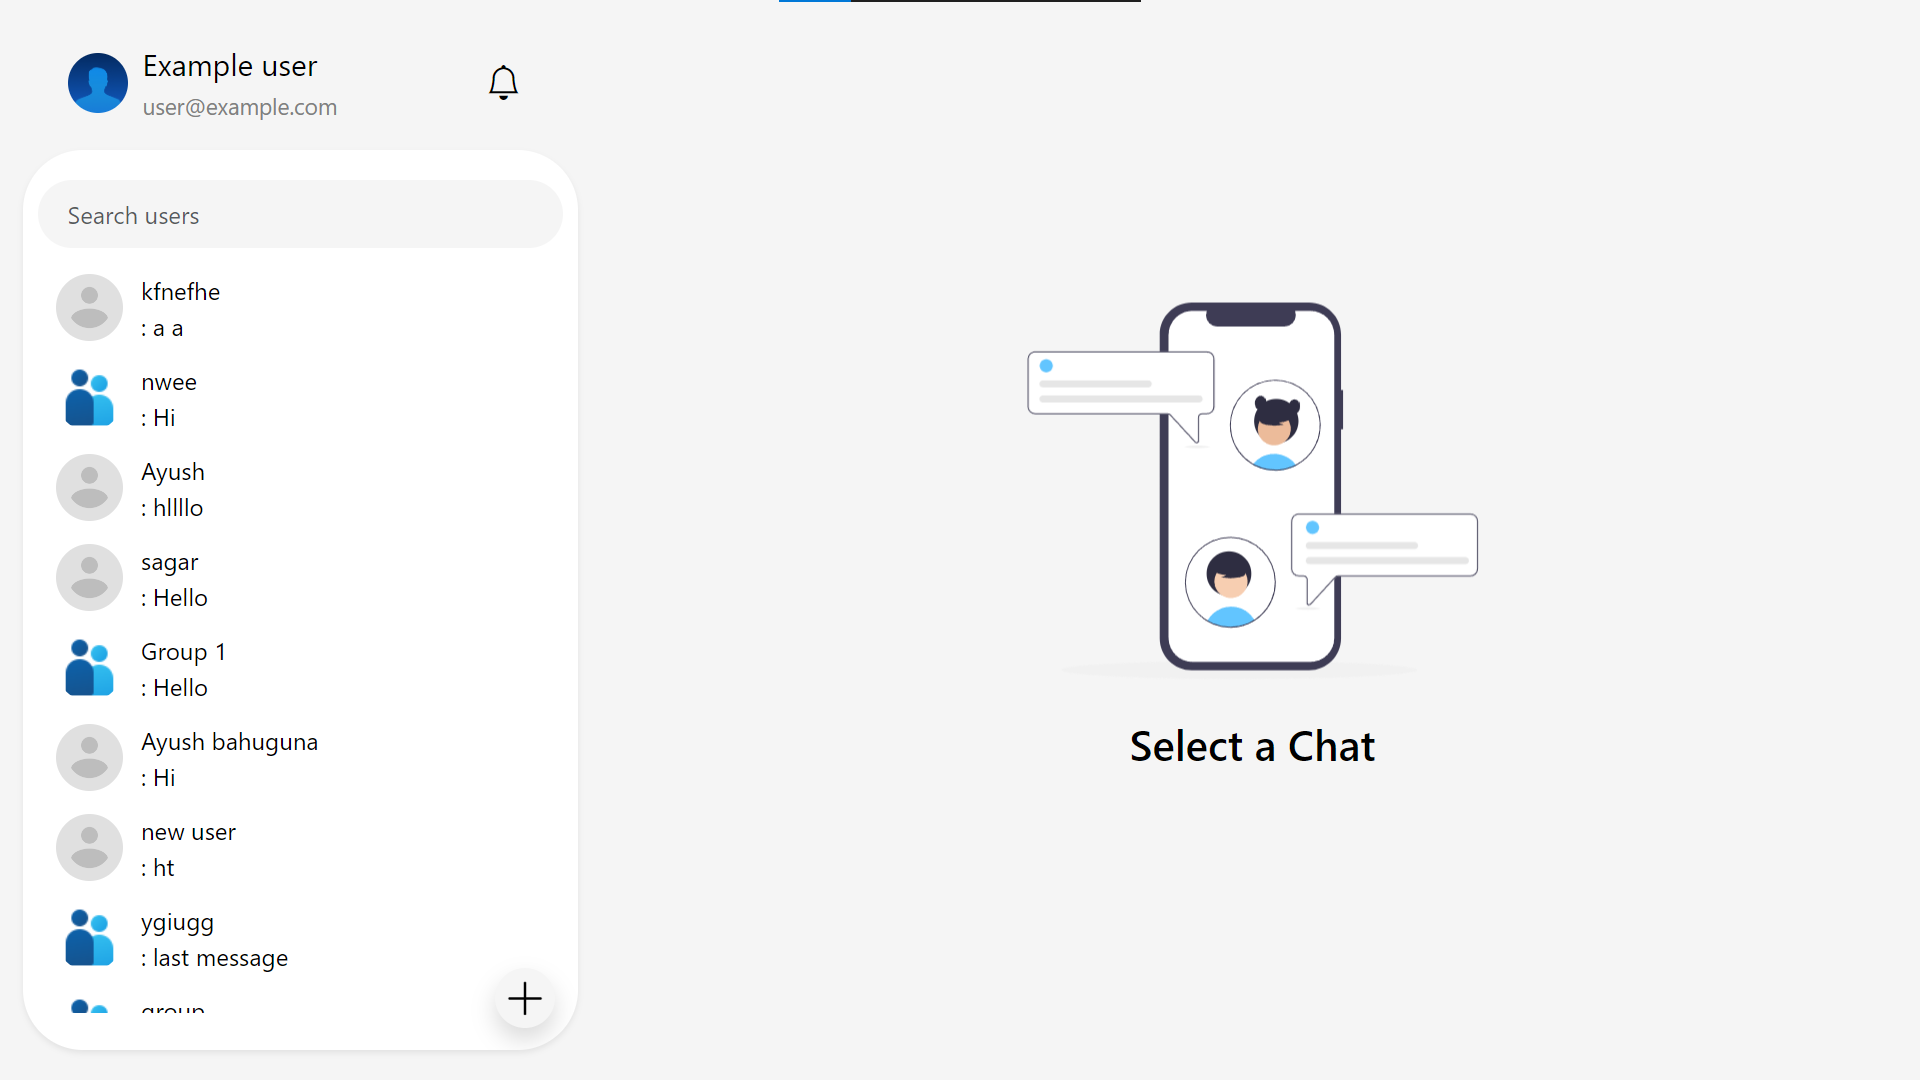 Example user
user@example.com
Search users
kfnefhe
: a a
nwee
: Hi
Ayush
: hllllo
sagar
: Hello
Group 1
: Hello
Ayush bahuguna
: Hi
new user
: ht
ygiugg
: last message
group
Select a Chat